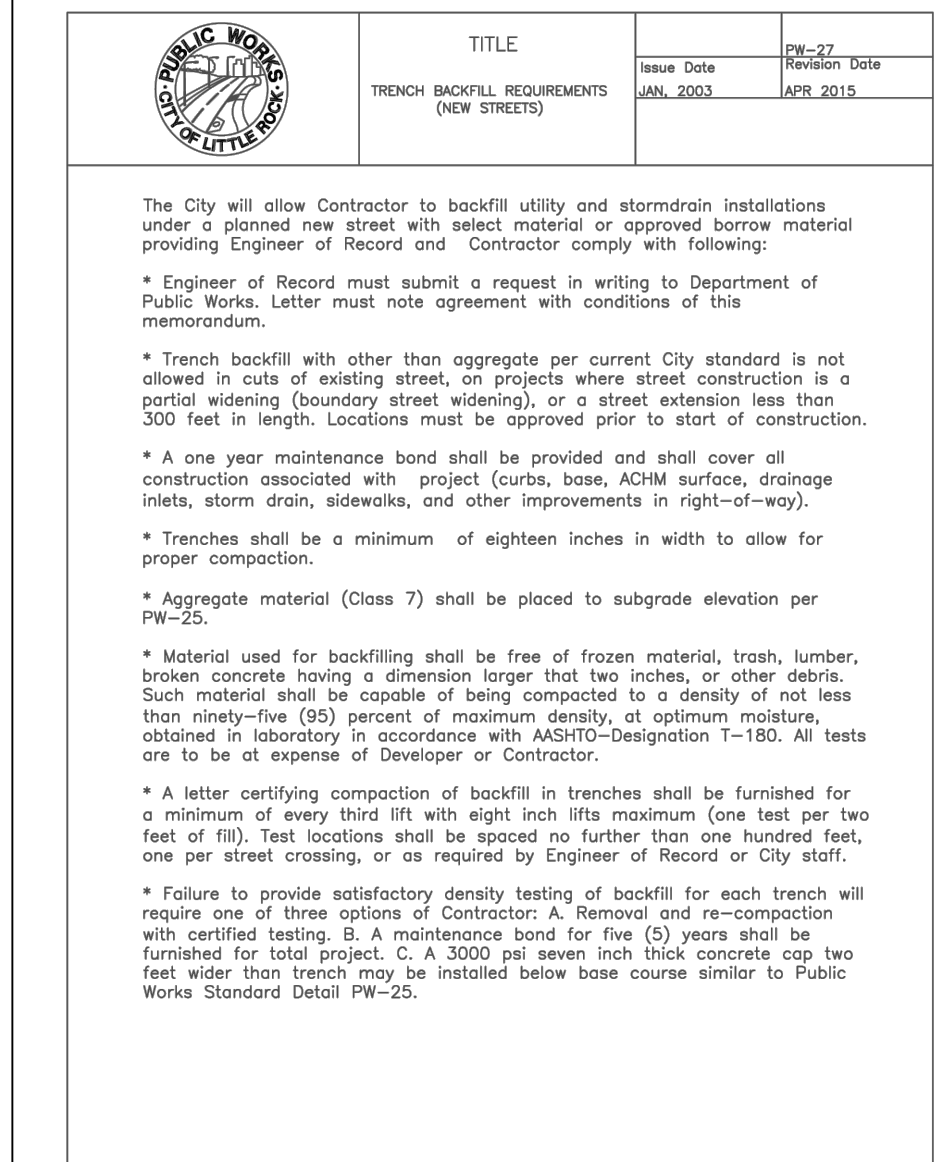 PUBLIC WORKS
CITY OF LITTLE ROCK
TITLE
TRENCH BACKFILL REQUIREMENTS
(NEW STREETS)
PW-27
Issue Date
Revision Date
JAN, 2003
APR 2015
The City will allow Contractor to backfill utility and stormdrain installations
under a planned new street with select material or approved borrow material
providing Engineer of Record and Contractor comply with following:
* Engineer of Record must submit a request in writing to Department of
Public Works. Letter must note agreement with conditions of this
memorandum.
* Trench backfill with other than aggregate per current City standard is not
allowed in cuts of existing street, on projects where street construction is a
partial widening (boundary street widening), or a street extension less than
300 feet in length. Locations must be approved prior to start of construction.
* A one year maintenance bond shall be provided and shall cover all
construction associated with project (curbs, base, ACHM surface, drainage
inlets, storm drain, sidewalks, and other improvements in right-of-way).
* Trenches shall be a minimum of eighteen inches in width to allow for
proper compaction.
* Aggregate material (Class 7) shall be placed to subgrade elevation per
PW-25.
* Material used for backfilling shall be free of frozen material, trash, lumber,
broken concrete having a dimension larger that two inches, or other debris.
Such material shall be capable of being compacted to a density of not less
than ninety-five (95) percent of maximum density, at optimum moisture,
obtained in laboratory in accordance with AASHTO-Designation T-180. All tests
are to be at expense of Developer or Contractor.
* A letter certifying compaction of backfill in trenches shall be furnished for
a minimum of every third lift with eight inch lifts maximum (one test per two
feet of fill). Test locations shall be spaced no further than one hundred feet,
one per street crossing, or as required by Engineer of Record or City staff.
* Failure to provide satisfactory density testing of backfill for each trench will
require one of three options of Contractor: A. Removal and re-compaction
with certified testing. B. A maintenance bond for five (5) years shall be
furnished for total project. C. A 3000 psi seven inch thick concrete cap two
feet wider than trench may be installed below base course similar to Public
Works Standard Detail PW-25.